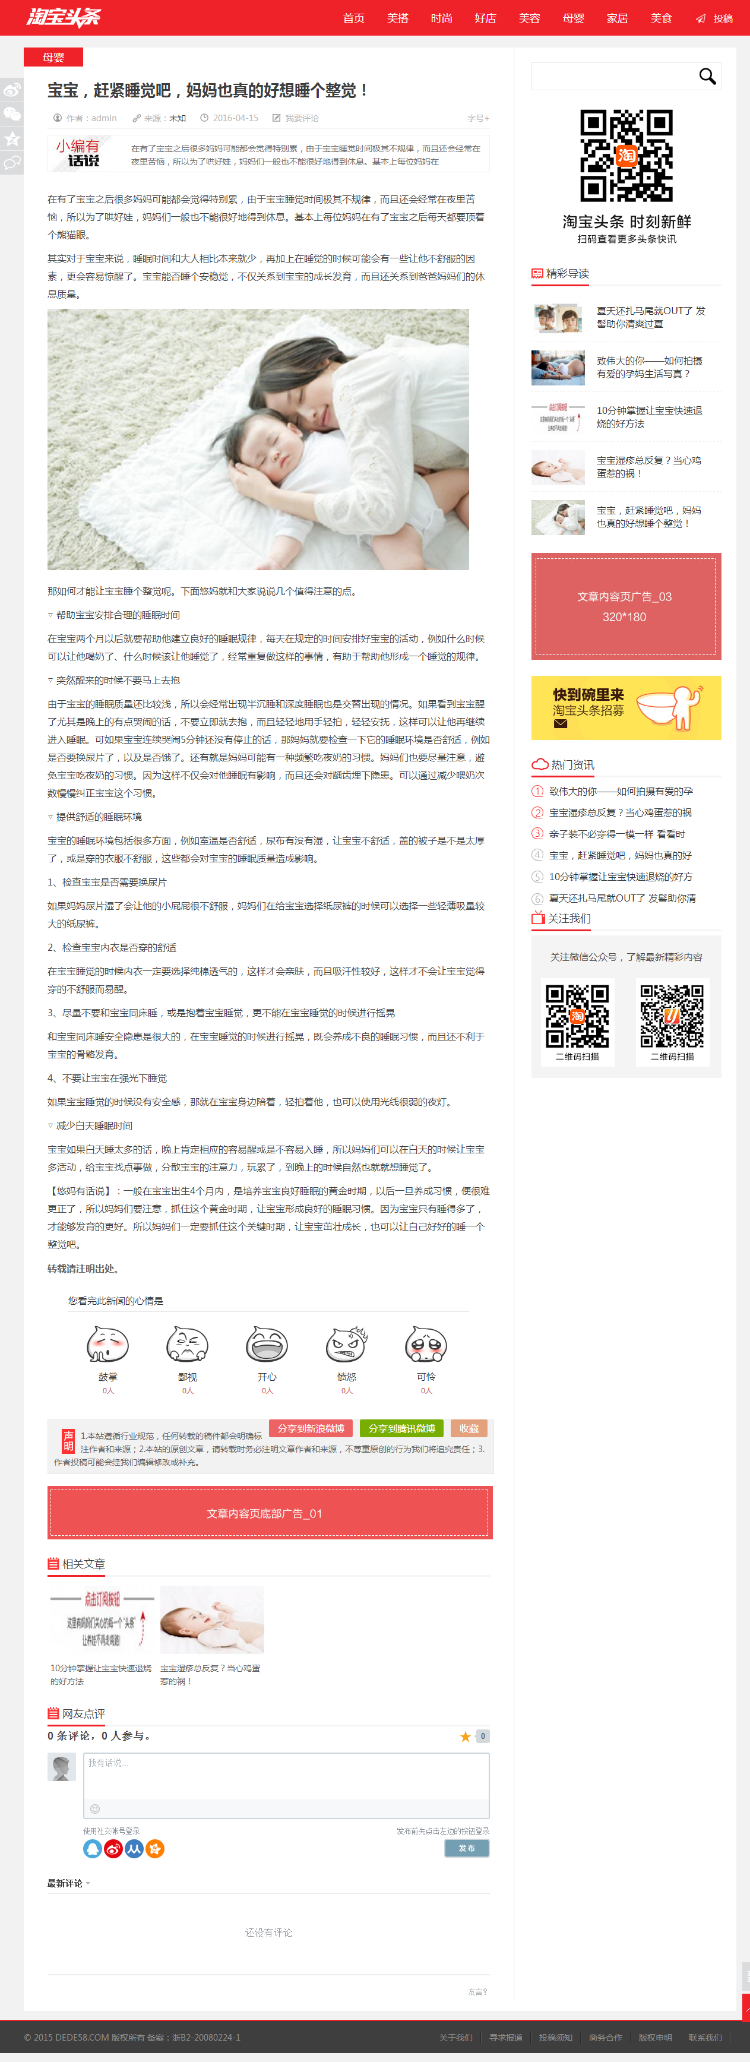 淘宝头条
首页 美搭 时尚 好店 美容 母婴 家居 美食 投稿
母婴
宝宝，赶紧睡觉吧，妈妈也真的好想睡个整觉！
作者：admin 来源：未知 2016-04-15 我要评论 字号+
小编有话说
在有了宝宝之后很多妈妈可能都会觉得特别累，由于宝宝睡觉时间极其不规律，而且还会经常在
夜里苦恼，所以为了哄好娃，妈妈们一般也不能很好地得到休息。基本上每位妈妈在
在有了宝宝之后很多妈妈可能都会觉得特别累，由于宝宝睡觉时间极其不规律，而且还会经常在夜里苦
恼，所以为了哄好娃，妈妈们一般也不能很好地得到休息。基本上每位妈妈在有了宝宝之后每天都要顶着
个熊猫眼。
其实对于宝宝来说，睡眠时间和大人相比本来就少，再加上在睡觉的时候可能会有一些让他不舒服的因
素，更会容易惊醒了。宝宝能否睡个安稳觉，不仅关系到宝宝的成长发育，而且还关系到爸爸妈妈们的休
息质量。
那如何才能让宝宝睡个整觉呢。下面悠妈就和大家说说几个值得注意的点。
▽ 帮助宝宝安排合理的睡眠时间
在宝宝两个月以后就要帮助他建立良好的睡眠规律，每天在规定的时间安排好宝宝的活动，例如什么时候
可以让他喝奶了、什么时候该让他睡觉了，经常重复做这样的事情，有助于帮助他形成一个睡觉的规律。
▽ 突然醒来的时候不要马上去抱
由于宝宝的睡眠质量还比较浅，所以会经常出现半沉睡和深度睡眠也是交替出现的情况。如果看到宝宝醒
了尤其是晚上的有点哭闹的话，不要立即就去抱，而且轻轻地用手轻拍，轻轻安抚，这样可以让他再继续
进入睡眠。可如果宝宝连续哭闹5分钟还没有停止的话，那妈妈就要检查一下它的睡眠环境是否舒适，例如
是否要换尿片了，以及是否饿了。还有就是妈妈可能有一种频繁吃夜奶的习惯。妈妈们也要尽量注意，避
免宝宝吃夜奶的习惯。因为这样不仅会对他睡眠有影响，而且还会对龋齿埋下隐患。可以通过减少喂奶次
数慢慢纠正宝宝这个习惯。
▽ 提供舒适的睡眠环境
宝宝的睡眠环境包括很多方面，例如室温是否舒适，尿布有没有湿，让宝宝不舒适，盖的被子是不是太厚
了，或是穿的衣服不舒服，这些都会对宝宝的睡眠质量造成影响。
1、检查宝宝是否需要换尿片
如果妈妈尿片湿了会让他的小屁屁很不舒服，妈妈们在给宝宝选择纸尿裤的时候可以选择一些轻薄吸量较
大的纸尿裤。
2、检查宝宝内衣是否穿的舒适
在宝宝睡觉的时候内衣一定要选择纯棉透气的，这样才会亲肤，而且吸汗性较好，这样才不会让宝宝觉得
穿的不舒服而易醒。
3、尽量不要和宝宝同床睡，或是抱着宝宝睡觉，更不能在宝宝睡觉的时候进行摇晃
和宝宝同床睡安全隐患是很大的，在宝宝睡觉的时候进行摇晃，既会养成不良的睡眠习惯，而且还不利于
宝宝的骨骼发育。
4、不要让宝宝在强光下睡觉
如果宝宝睡觉的时候没有安全感，那就在宝宝身边陪着，轻拍着他，也可以使用光线很弱的夜灯。
▽ 减少白天睡眠时间
宝宝如果白天睡太多的话，晚上肯定相应的容易醒或是不容易入睡，所以妈妈们可以在白天的时候让宝宝
多活动，给宝宝找点事做，分散宝宝的注意力，玩累了，到晚上的时候自然也就就想睡觉了。
【悠妈有话说】：一般在宝宝出生4个月内，是培养宝宝良好睡眠的黄金时期，以后一旦养成习惯，便很难
更正了，所以妈妈们要注意，抓住这个黄金时期，让宝宝形成良好的睡眠习惯。因为宝宝只有睡得多了，
才能够发育的更好。所以妈妈们一定要抓住这个关键时期，让宝宝茁壮成长，也可以让自己好好的睡一个
整觉吧。
转载请注明出处。
您看完此新闻的心情是
鼓掌 鄙视 开心 愤怒 可怜
0人 0人 0人 0人 0人
分享到新浪微博 分享到腾讯微博 收藏
声明
1.本站遵循行业规范，任何转载的稿件都会明确标
注作者和来源；2.本站的原创文章，请转载时务必注明文章作者和来源，不尊重原创的行为我们将追究责任；3.
作者投稿可能会经我们编辑修改或补充。
文章内容页底部广告_01
相关文章
点击订阅按钮
10分钟掌握让宝宝快速退烧
的好方法
宝宝湿疹总反复？当心鸡蛋
惹的祸！
网友点评
0 条评论，0 人参与。
0
我有话说...
使用社交账号登录
发布前先点击左边的按钮登录
发布
最新评论
还没有评论
友言?
淘宝头条 时刻新鲜
扫码查看更多头条快讯
精彩导读
夏天还扎马尾就OUT了 发
髻助你清爽过夏
致伟大的你——如何拍摄
有爱的孕妈生活写真？
10分钟掌握让宝宝快速退
烧的好方法
宝宝湿疹总反复？当心鸡
蛋惹的祸！
宝宝，赶紧睡觉吧，妈妈
也真的好想睡个整觉！
文章内容页广告_03
320*180
快到碗里来
淘宝头条招募
热门资讯
1 致伟大的你——如何拍摄有爱的孕
2 宝宝湿疹总反复？当心鸡蛋惹的祸
3 亲子装不必穿得一模一样 看看时
4 宝宝，赶紧睡觉吧，妈妈也真的好
5 10分钟掌握让宝宝快速退烧的好方
6 夏天还扎马尾就OUT了 发髻助你清
关注我们
关注微信公众号，了解最新精彩内容
二维码扫描 二维码扫描
© 2015 DEDE58.COM 版权所有 备案：浙B2-20080224-1
关于我们 寻求报道 投稿须知 商务合作 版权申明 联系我们